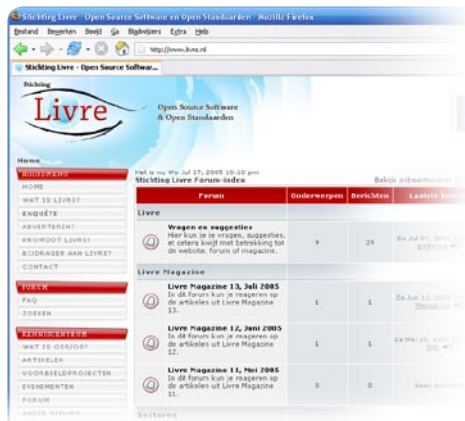 Stichting Livre - Open Source Software en Open Standaarden - Mozilla Firefox
Bestand Bewerken Beeld Ga Bladwijzers Extra Help
http://www.livre.nl
Stichting Livre - Open Source Softwar...
Stichting
Livre
Open Source Software
& Open Standaarden
Home
HOOFDMENU
HOME
WAT IS LIVRE?
ENQUÊTE
ADVERTEREN?
PROMOOT LIVRE!
BIJDRAGEN AAN LIVRE?
CONTACT
FORUM
FAQ
ZOEKEN
KENNISCENTRUM
WAT IS OSS/OS?
ARTIKELEN
VOORBEELDPROJECTEN
EVENEMENTEN
FORUM
ANDER NIEUWS
Het is nu Wo Jul 27, 2005 10:10 pm
Stichting Livre Forum-index
Bekijk onbeantwoorde
Forum Onderwerpen Berichten Laatste
Livre
Vragen en suggesties
Hier kun je je vragen, suggesties,
et cetera kwijt met betrekking tot
de website, forum of magazine.
9 29
Livre Magazine
Livre Magazine 13, Juli 2005
In dit forum kun je reageren op
de artikelen uit Livre Magazine
13.
1 1
Livre Magazine 12, Juni 2005
In dit forum kun je reageren op
de artikelen uit Livre Magazine
12.
1 1
Livre Magazine 11, Mei 2005
In dit forum kun je reageren op
de artikelen uit Livre Magazine
11.
0 0
Sectoren